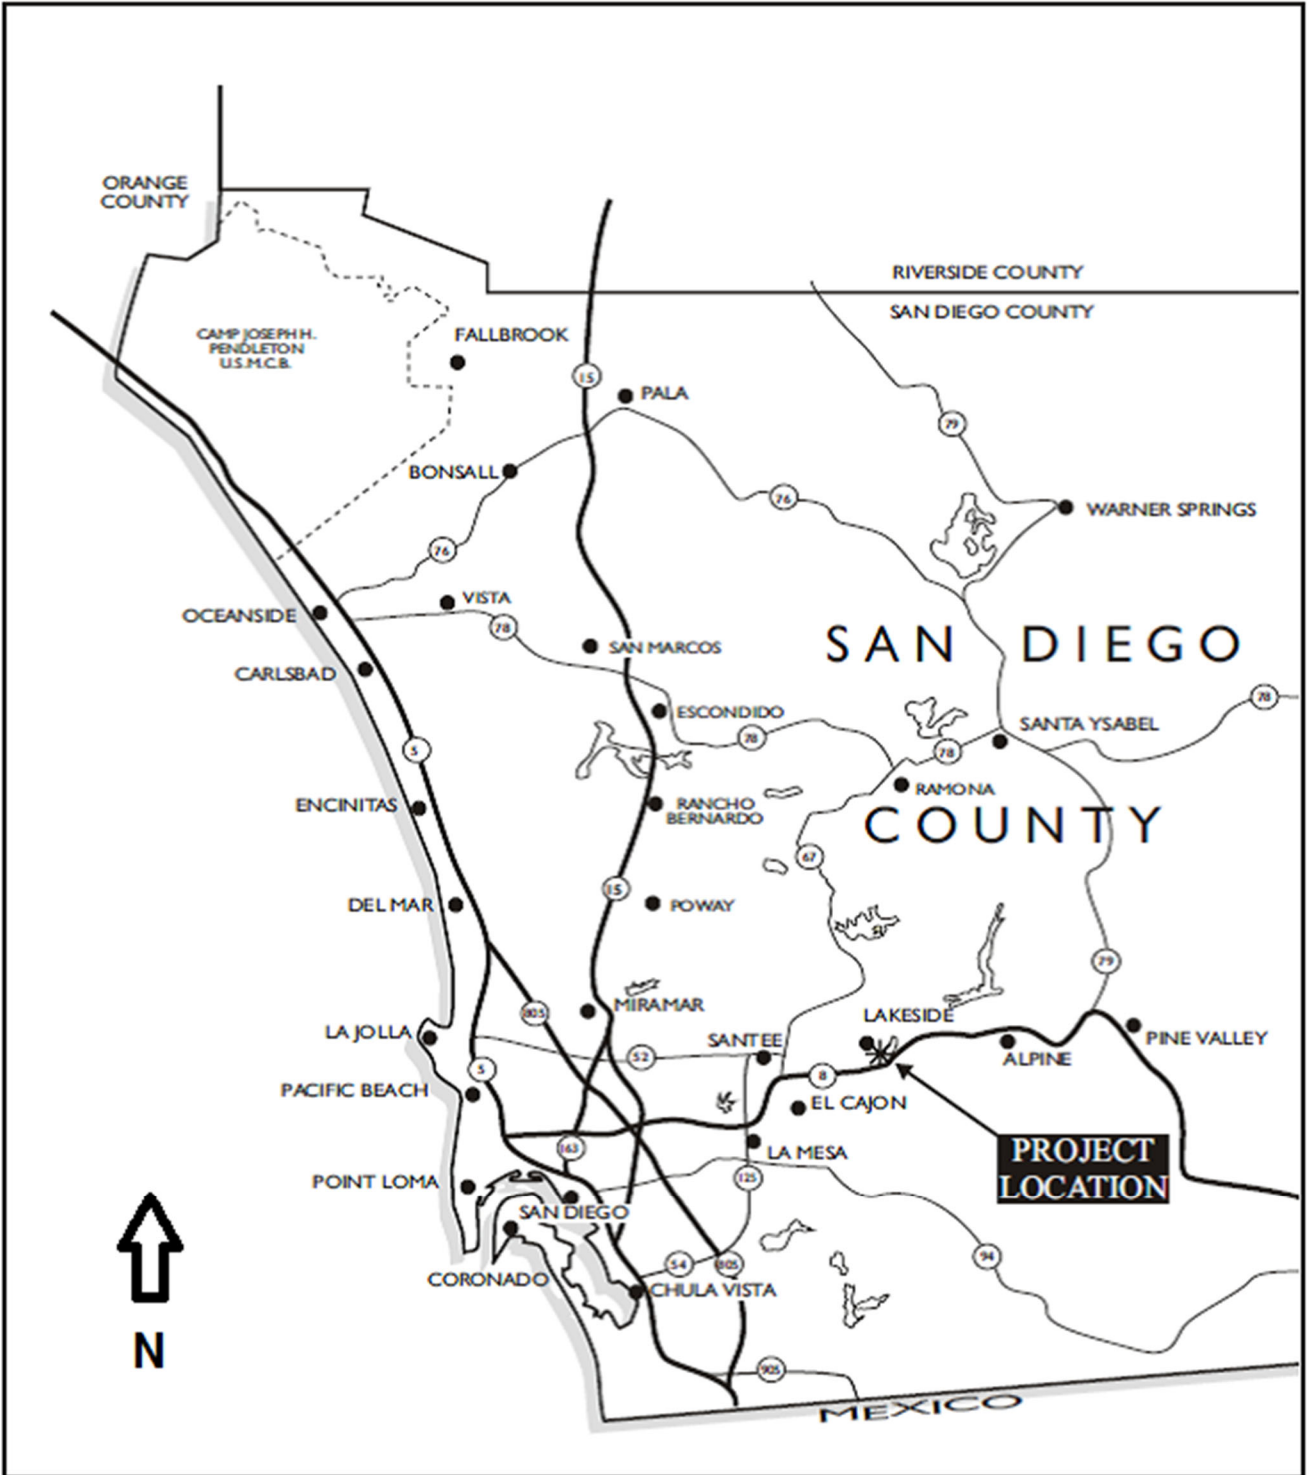 ORANGE
COUNTY
RIVERSIDE COUNTY
SAN DIEGO COUNTY
CAMP JOSEPH H.
PENDLETON
U.S.M.C.B.
FALLBROOK
15
PALA
79
BONSALL
76
WARNER SPRINGS
76
VISTA
OCEANSIDE
78
SAN MARCOS
SAN DIEGO
CARLSBAD
78
ESCONDIDO
SANTA YSABEL
78
5
78
RAMONA
ENCINITAS
RANCHO
BERNARDO
COUNTY
67
15
DEL MAR
POWAY
79
MIRAMAR
805
LAKESIDE
LA JOLLA
SANTEE
PINE VALLEY
52
ALPINE
5
8
PACIFIC BEACH
EL CAJON
163
LA MESA
PROJECT
LOCATION
125
POINT LOMA
SAN DIEGO
94
54
805
CORONADO
CHULA VISTA
N
905
MEXICO